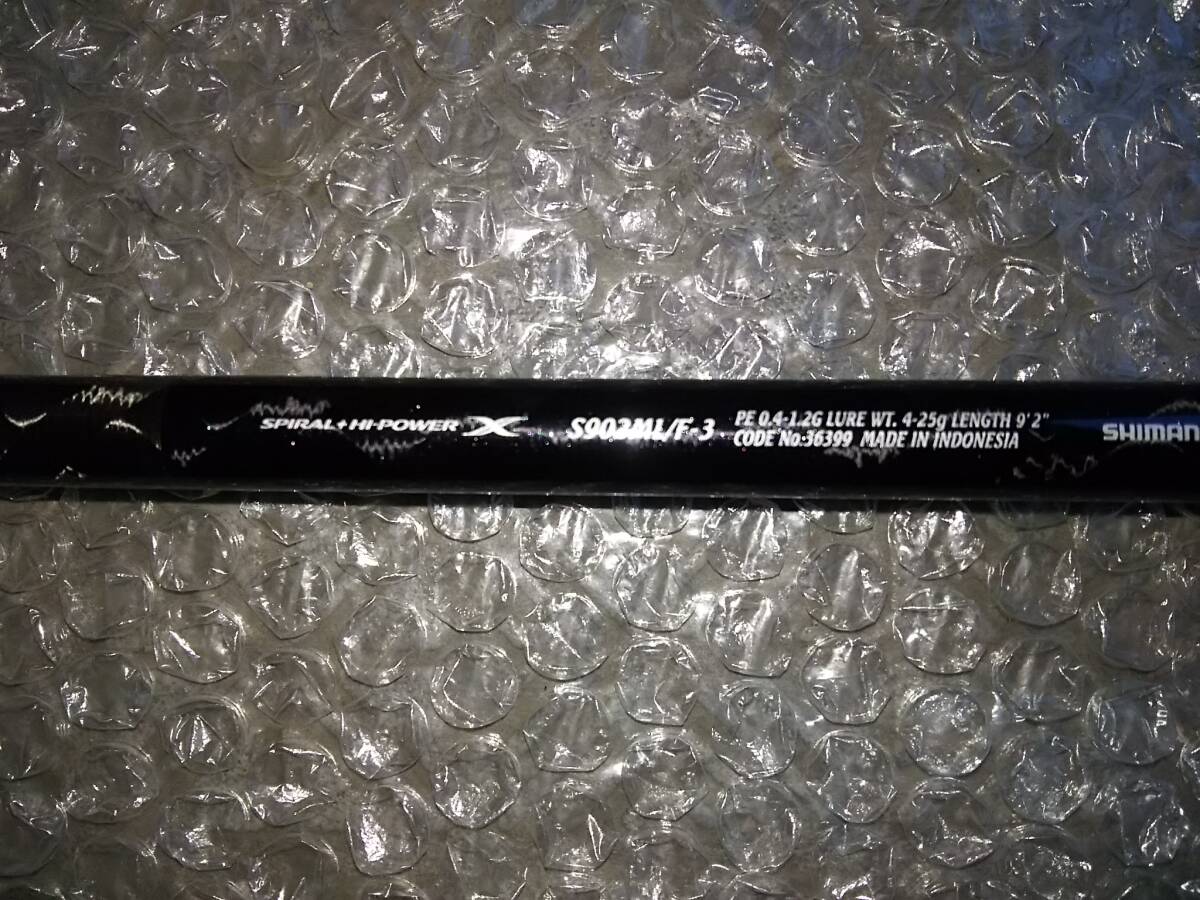 SPIRAL+HI-POWER X S902ML/F-3
PE 0.4-1.2G LURE WT. 4-25g LENGTH 9'2"
CODE No:36399 MADE IN INDONESIA
SHIMAN